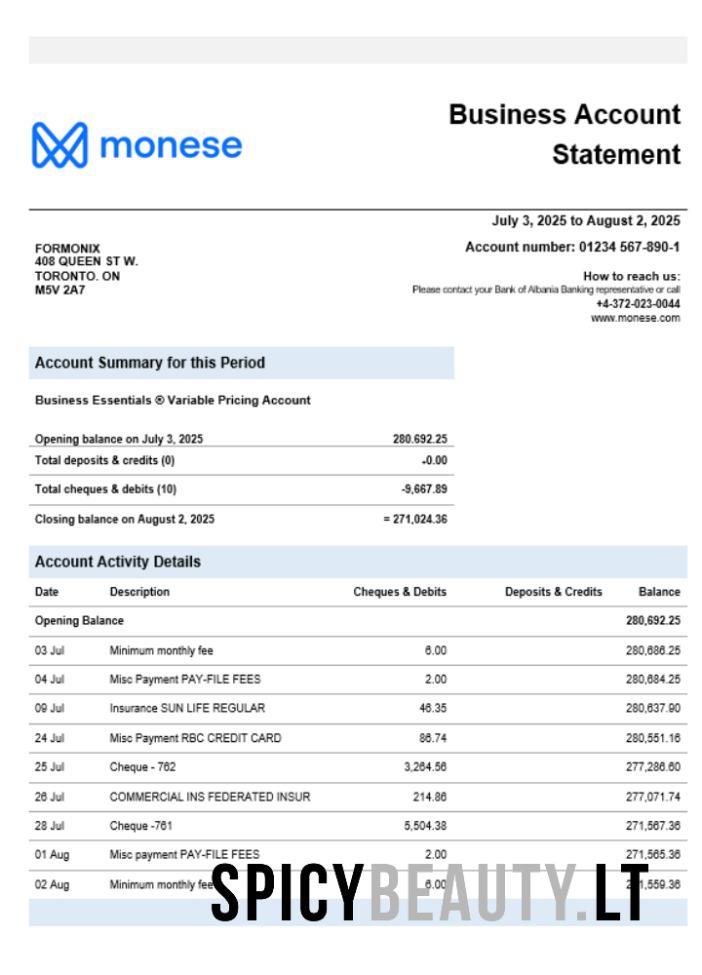 monese
Business Account
Statement
July 3, 2025 to August 2, 2025
FORMONIX
408 QUEEN ST W.
TORONTO. ON
M5V 2A7
Account number: 01234 567-890-1
How to reach us:
Please contact your Bank of Albania Banking representative or call
+4-372-023-0044
www.monese.com
Account Summary for this Period
Business Essentials ® Variable Pricing Account
Opening balance on July 3, 2025 280.692.25
Total deposits & credits (0) -0.00
Total cheques & debits (10) -9,667.89
Closing balance on August 2, 2025 = 271,024.36
Account Activity Details
Date Description Cheques & Debits Deposits & Credits Balance
Opening Balance 280,692.25
03 Jul Minimum monthly fee 6.00 280,686.25
04 Jul Misc Payment PAY-FILE FEES 2.00 280,684.25
09 Jul Insurance SUN LIFE REGULAR 46.35 280,637.90
24 Jul Misc Payment RBC CREDIT CARD 86.74 280,551.16
25 Jul Cheque - 762 3,264.56 277,286.60
26 Jul COMMERCIAL INS FEDERATED INSUR 214.86 277,071.74
28 Jul Cheque -761 5,504.38 271,567.36
01 Aug Misc payment PAY-FILE FEES 2.00 271,565.36
02 Aug Minimum monthly fee 6.00 271,559.36
SPICYBEAUTY.LT